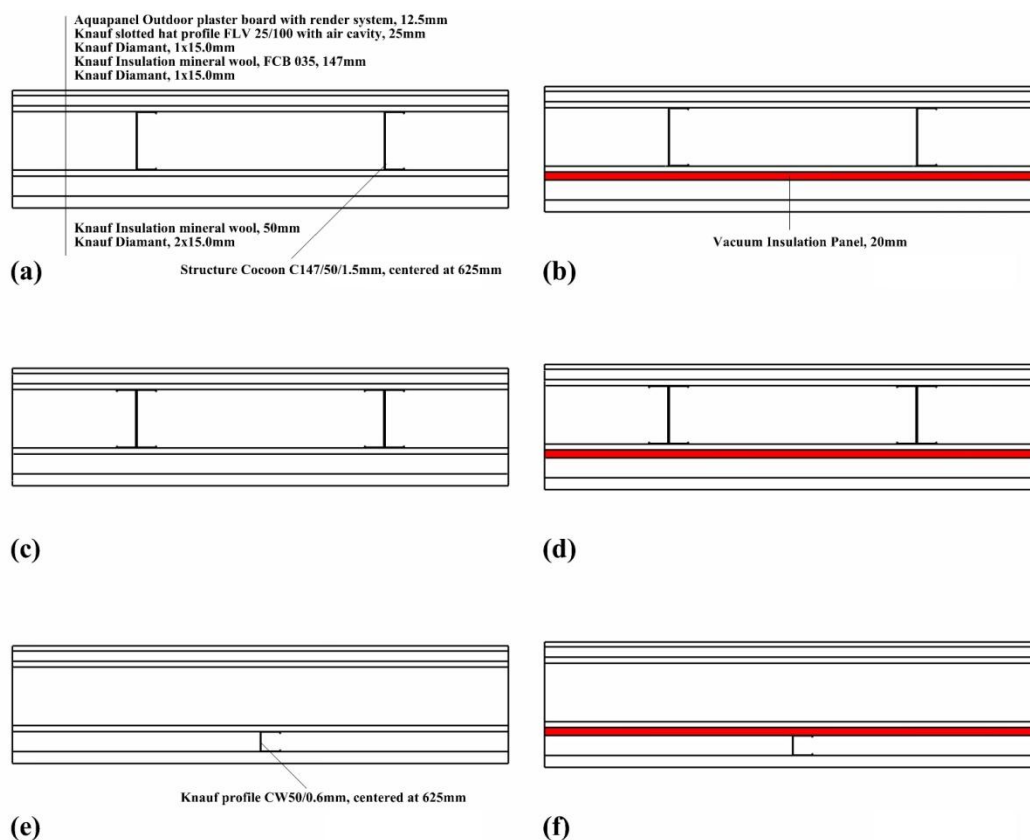 Aquapanel Outdoor plaster board with render system, 12.5mm
Knauf slotted hat profile FLV 25/100 with air cavity, 25mm
Knauf Diamant, 1x15.0mm
Knauf Insulation mineral wool, FCB 035, 147mm
Knauf Diamant, 1x15.0mm
Knauf Insulation mineral wool, 50mm
Knauf Diamant, 2x15.0mm
Structure Cocoon C147/50/1.5mm, centered at 625mm
(a)
Vacuum Insulation Panel, 20mm
(b)
(c)
(d)
Knauf profile CW50/0.6mm, centered at 625mm
(e)
(f)